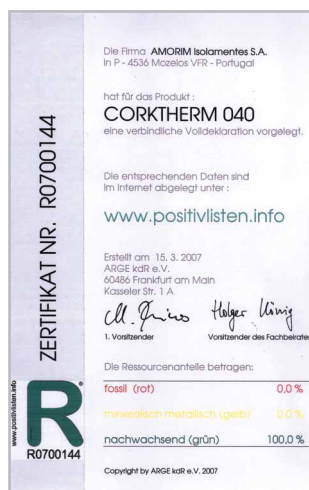 Die Firma AMORIM Isolamentes S.A.
In P - 4536 Mozelos VFR - Portugal
hat für das Produkt :
CORKTHERM 040
eine verbindliche Volldeklaration vorgelegt.
Die entsprechenden Daten sind
im Internet abgelegt unter :
www.positivlisten.info
Erstellt am 15. 3. 2007
ARGE kdR e.V.
60486 Frankfurt am Main
Kasseler Str. 1 A
1. Vorsitzender
Vorsitzender des Fachbeirates
Die Ressourcenanteile betragen:
fossil (rot) 0,0 %
mineralisch metallisch (gelb) 0,0 %
nachwachsend (grün) 100,0 %
Copyright by ARGE kdR e.V. 2007
ZERTIFIKAT NR. R0700144
www.positivlisten.info
R
R0700144